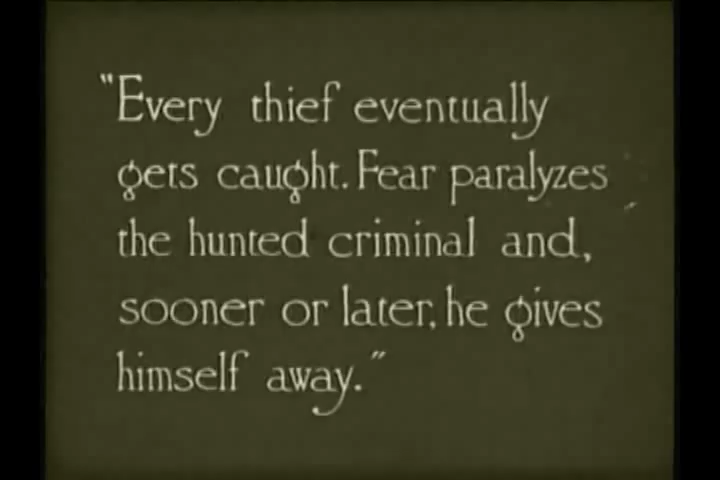 "Every thief eventually
gets caught. Fear paralyzes
the hunted criminal and,
sooner or later, he gives
himself away."